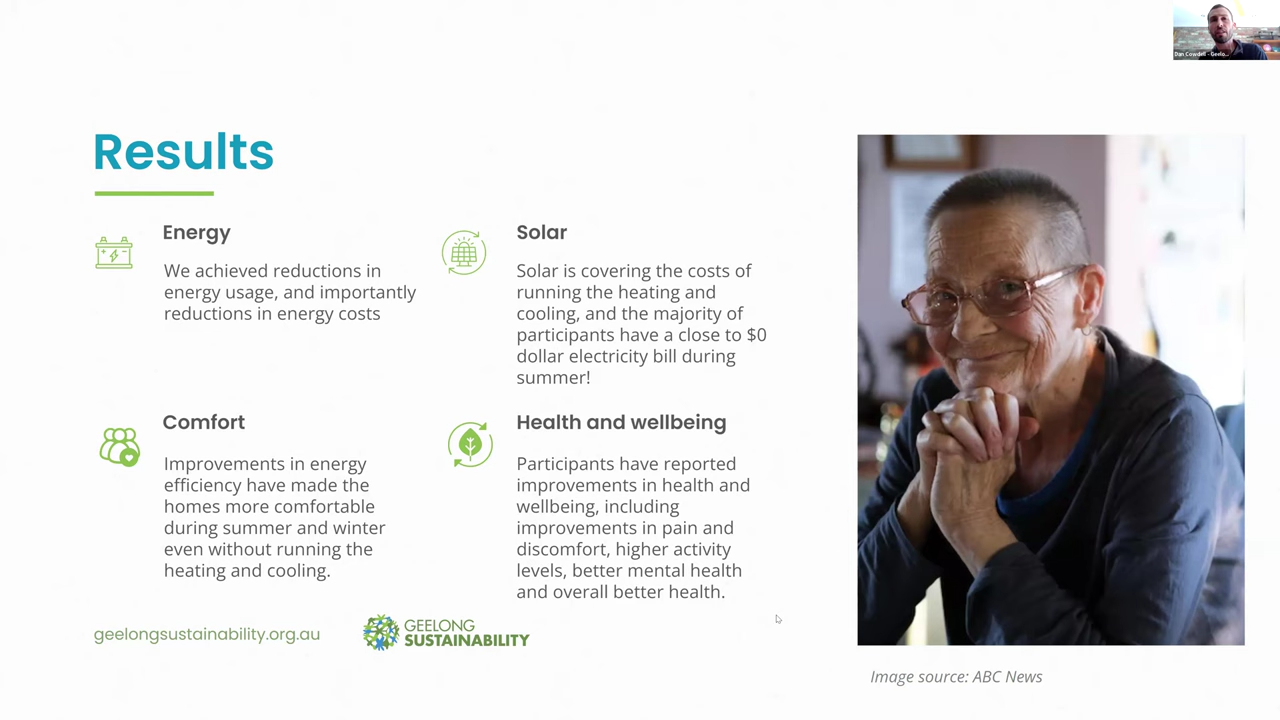 Dan Cowdell - Geelo...
Results
Energy
We achieved reductions in
energy usage, and importantly
reductions in energy costs
Solar
Solar is covering the costs of
running the heating and
cooling, and the majority of
participants have a close to $0
dollar electricity bill during
summer!
Comfort
Improvements in energy
efficiency have made the
homes more comfortable
during summer and winter
even without running the
heating and cooling.
Health and wellbeing
Participants have reported
improvements in health and
wellbeing, including
improvements in pain and
discomfort, higher activity
levels, better mental health
and overall better health.
geelongsustainability.org.au
GEELONG
SUSTAINABILITY
Image source: ABC News